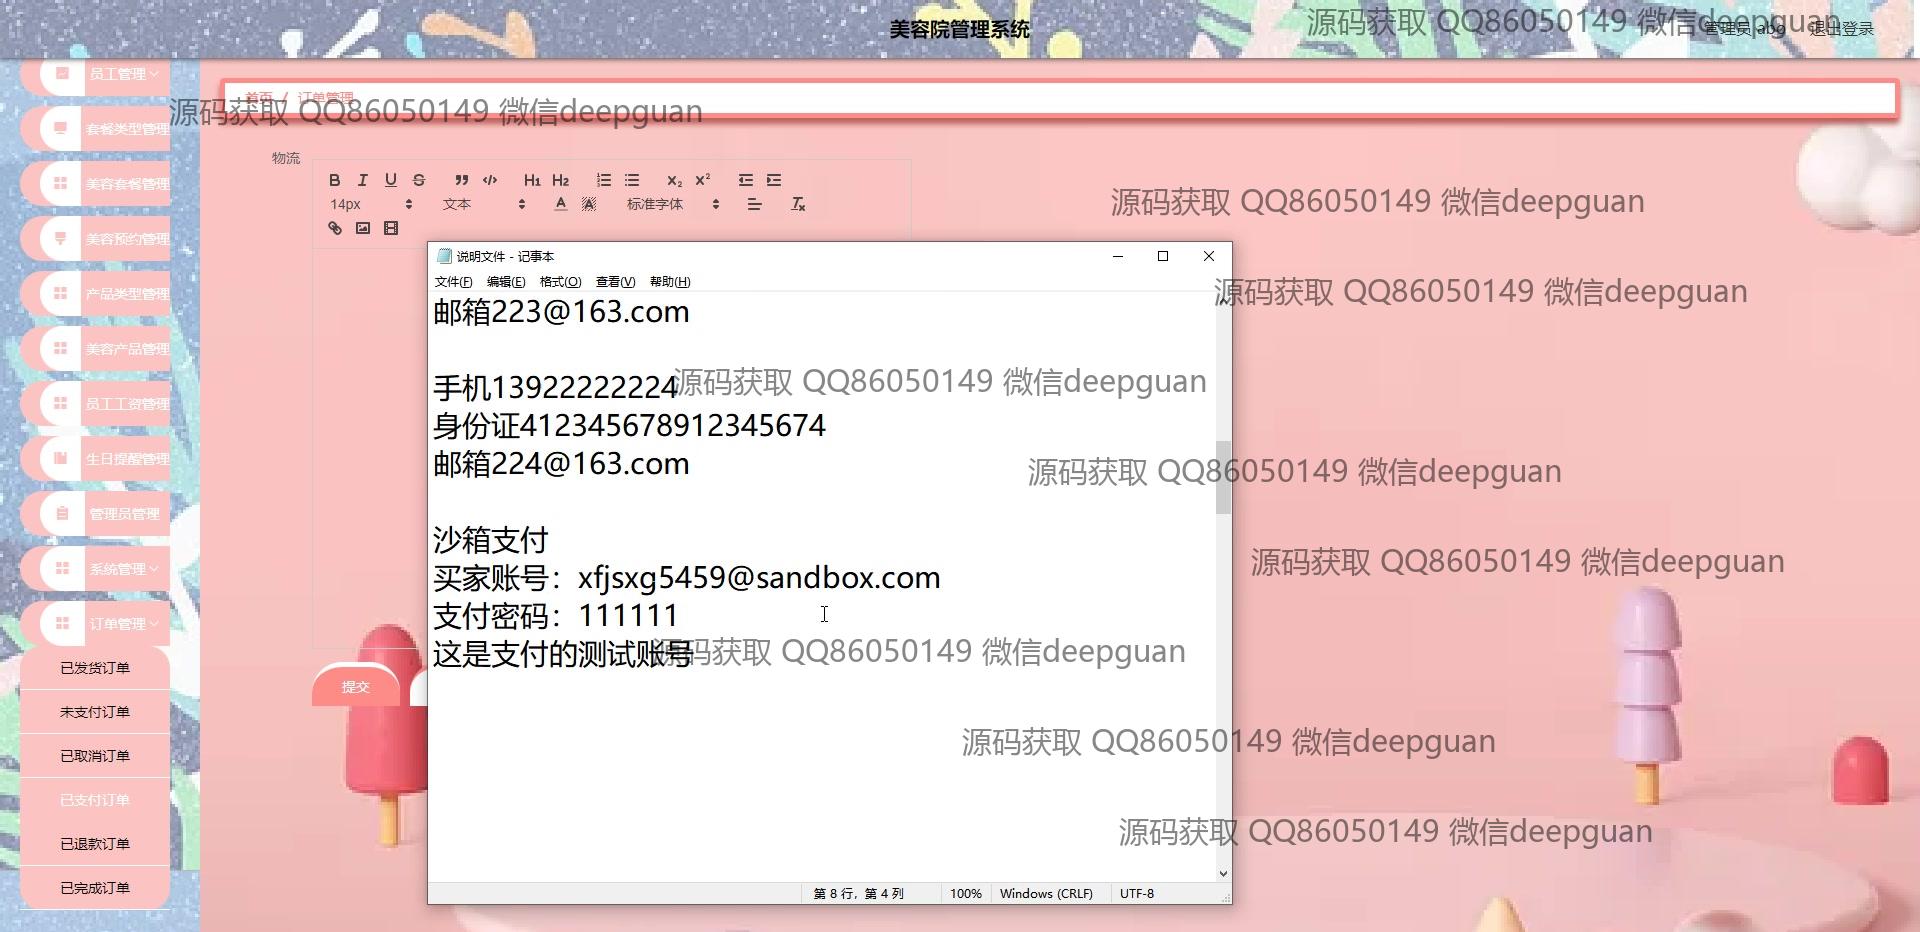 美容院管理系统
源码获取 QQ86050149 微信deepguan
管理员 abo
退出登录
员工管理
套餐类型管理
美容套餐管理
美容预约管理
产品类型管理
美容产品管理
员工工资管理
生日提醒管理
管理员管理
系统管理
订单管理
已发货订单
未支付订单
已取消订单
已支付订单
已退款订单
已完成订单
首页 / 订单管理
源码获取 QQ86050149 微信deepguan
物流
B I U S H1 H2 X2 X2
14px 文本 A A 标准字体
源码获取 QQ86050149 微信deepguan
提交
说明文件 - 记事本
文件(F) 编辑(E) 格式(O) 查看(V) 帮助(H)
邮箱223@163.com
源码获取 QQ86050149 微信deepguan
手机13922222224
源码获取 QQ86050149 微信deepguan
身份证412345678912345674
邮箱224@163.com
源码获取 QQ86050149 微信deepguan
沙箱支付
源码获取 QQ86050149 微信deepguan
买家账号：xfjsxg5459@sandbox.com
支付密码：111111
这是支付的测试账号
源码获取 QQ86050149 微信deepguan
源码获取 QQ86050149 微信deepguan
源码获取 QQ86050149 微信deepguan
第 8 行，第 4 列 100% Windows (CRLF) UTF-8